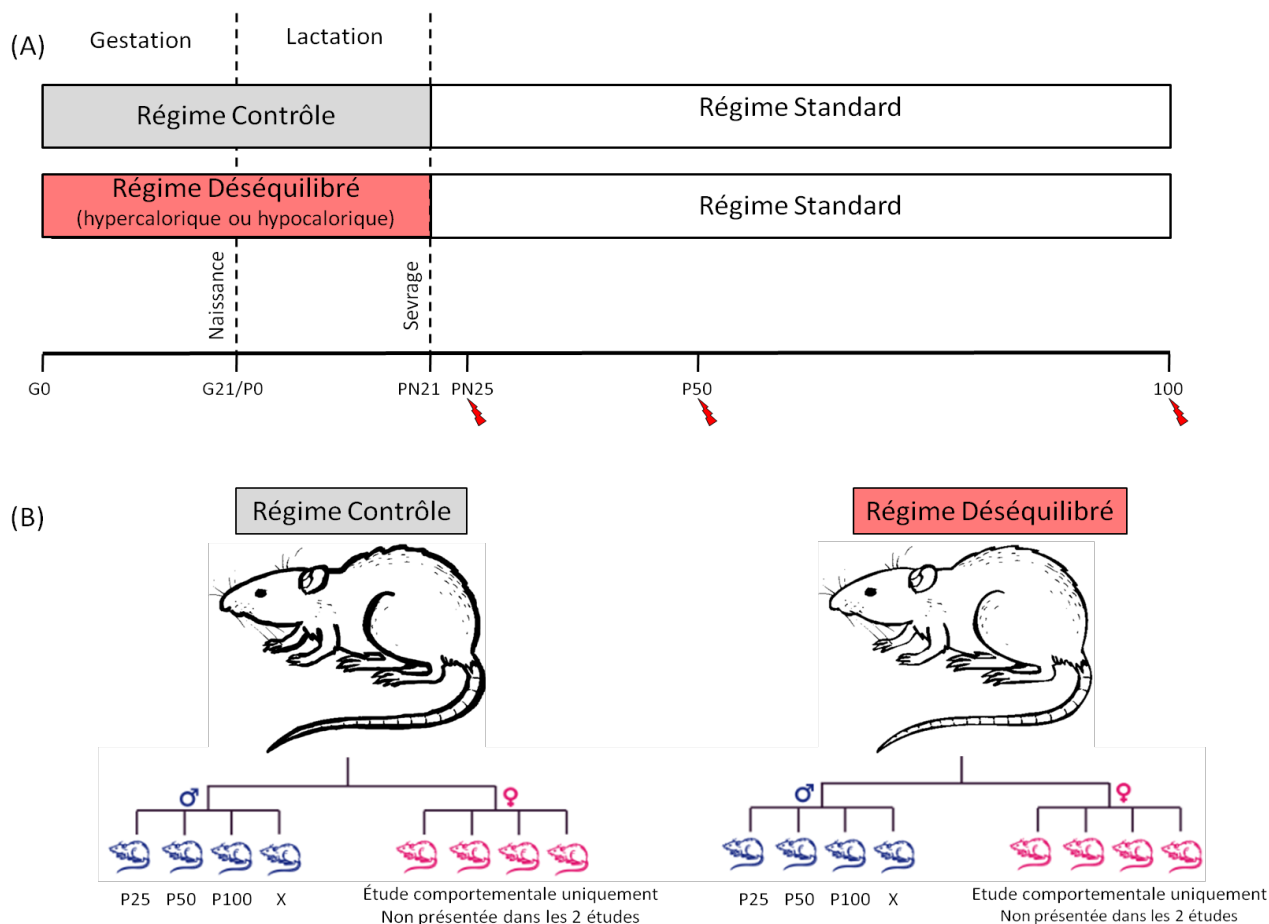 (A)
Gestation
Lactation
Régime Contrôle
Régime Standard
Régime Déséquilibré
(hypercalorique ou hypocalorique)
Régime Standard
Naissance
Sevrage
G0
G21/P0
PN21
PN25
P50
100
(B)
Régime Contrôle
Régime Déséquilibré
♂
♀
♂
♀
P25
P50
P100
X
Étude comportementale uniquement
Non présentée dans les 2 études
P25
P50
P100
X
Etude comportementale uniquement
Non présentée dans les 2 études